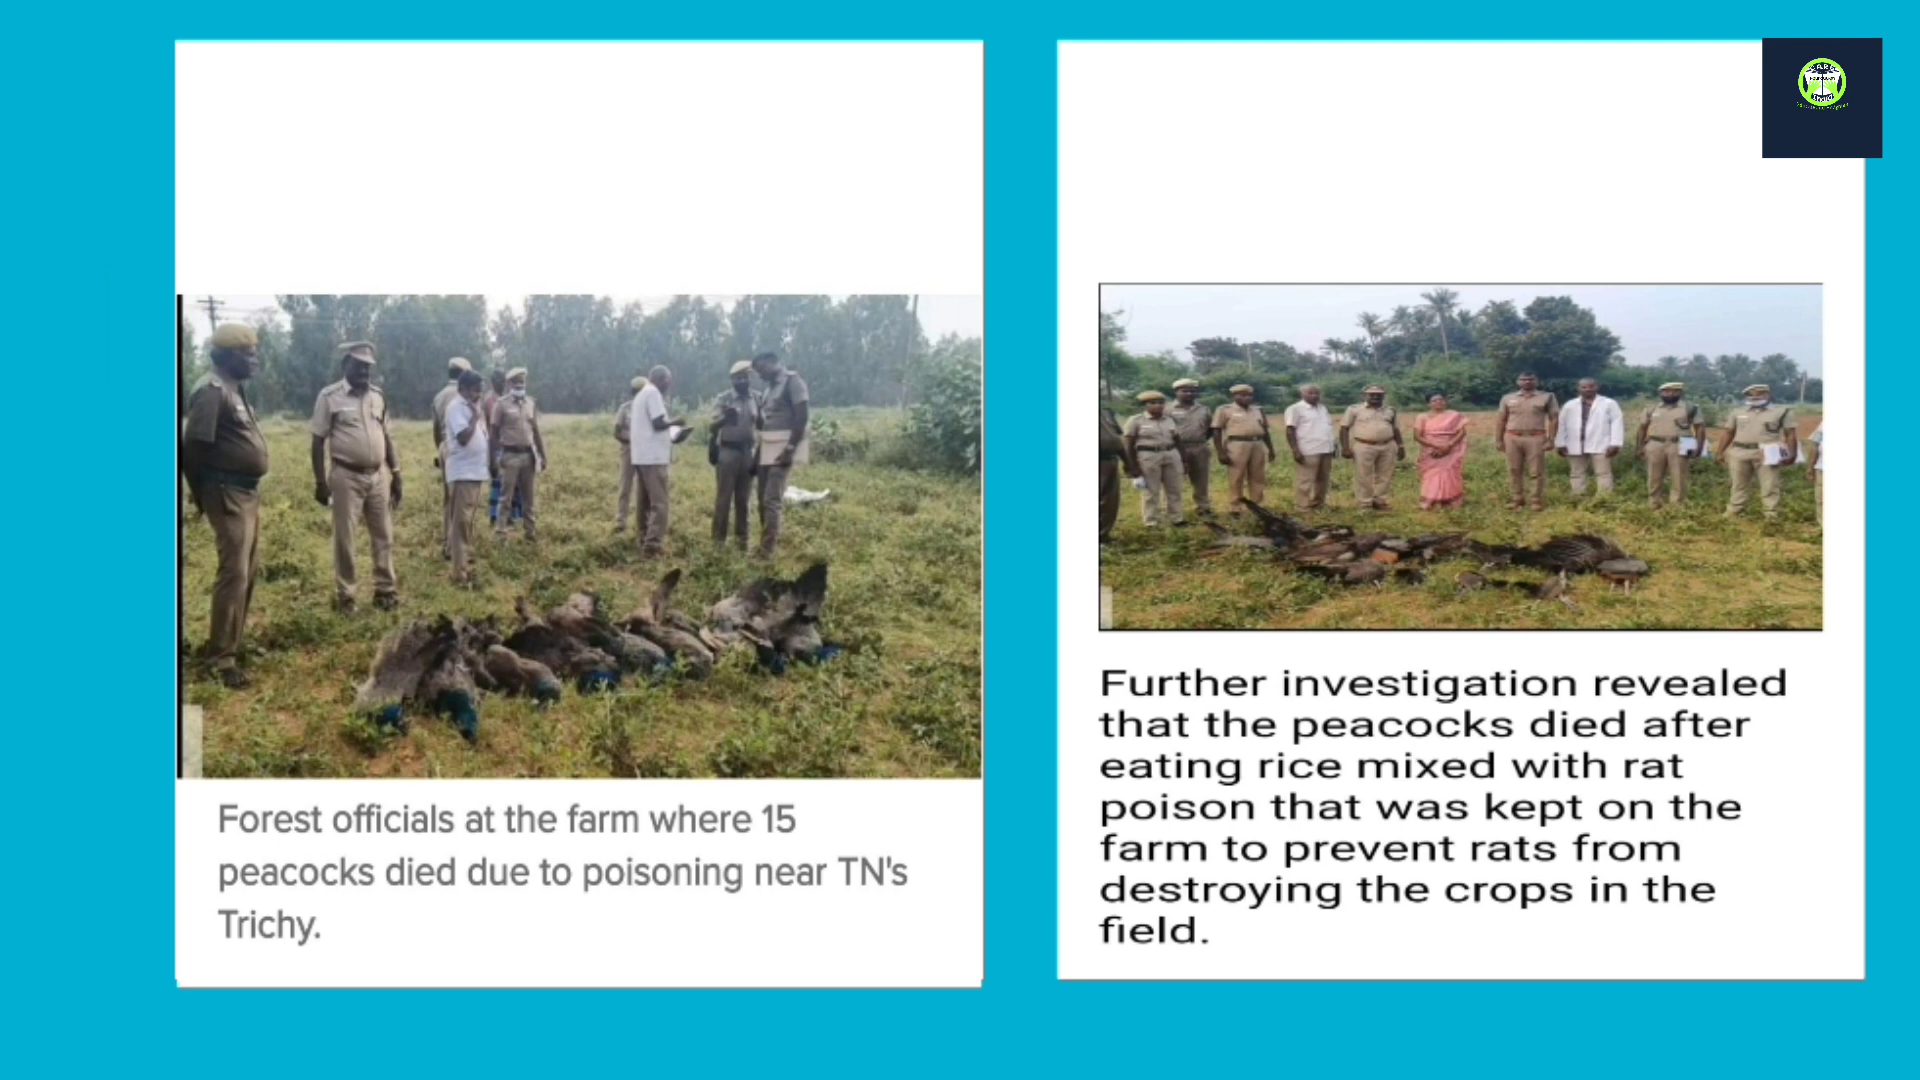 Forest officials at the farm where 15
peacocks died due to poisoning near TN's
Trichy.
Further investigation revealed
that the peacocks died after
eating rice mixed with rat
poison that was kept on the
farm to prevent rats from
destroying the crops in the
field.